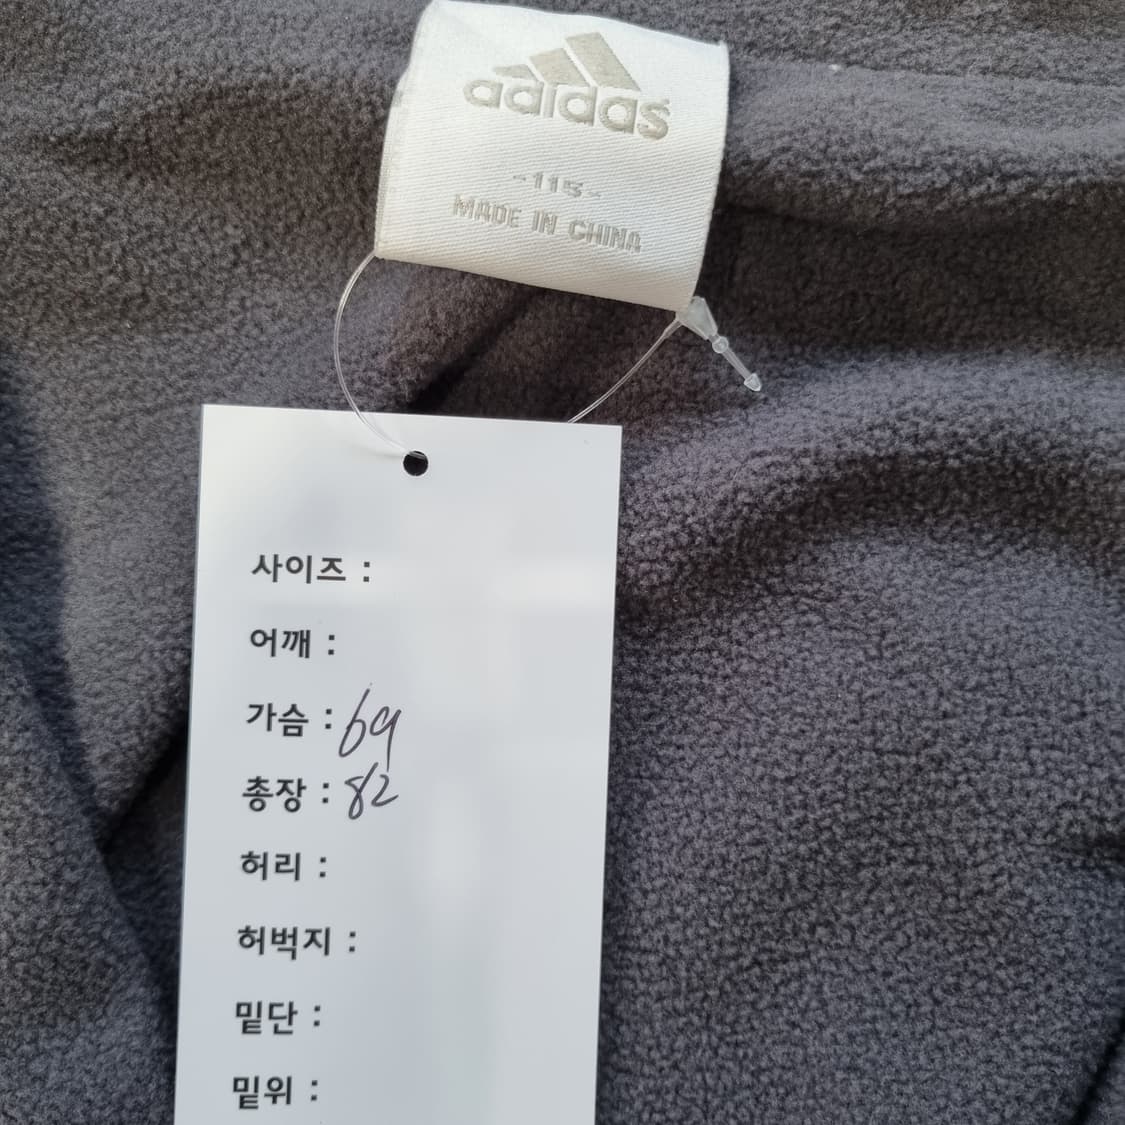 adidas
-115-
MADE IN CHINA
사이즈 :
어깨 :
가슴 : 69
총장 : 82
허리 :
허벅지 :
밑단 :
밑위 :